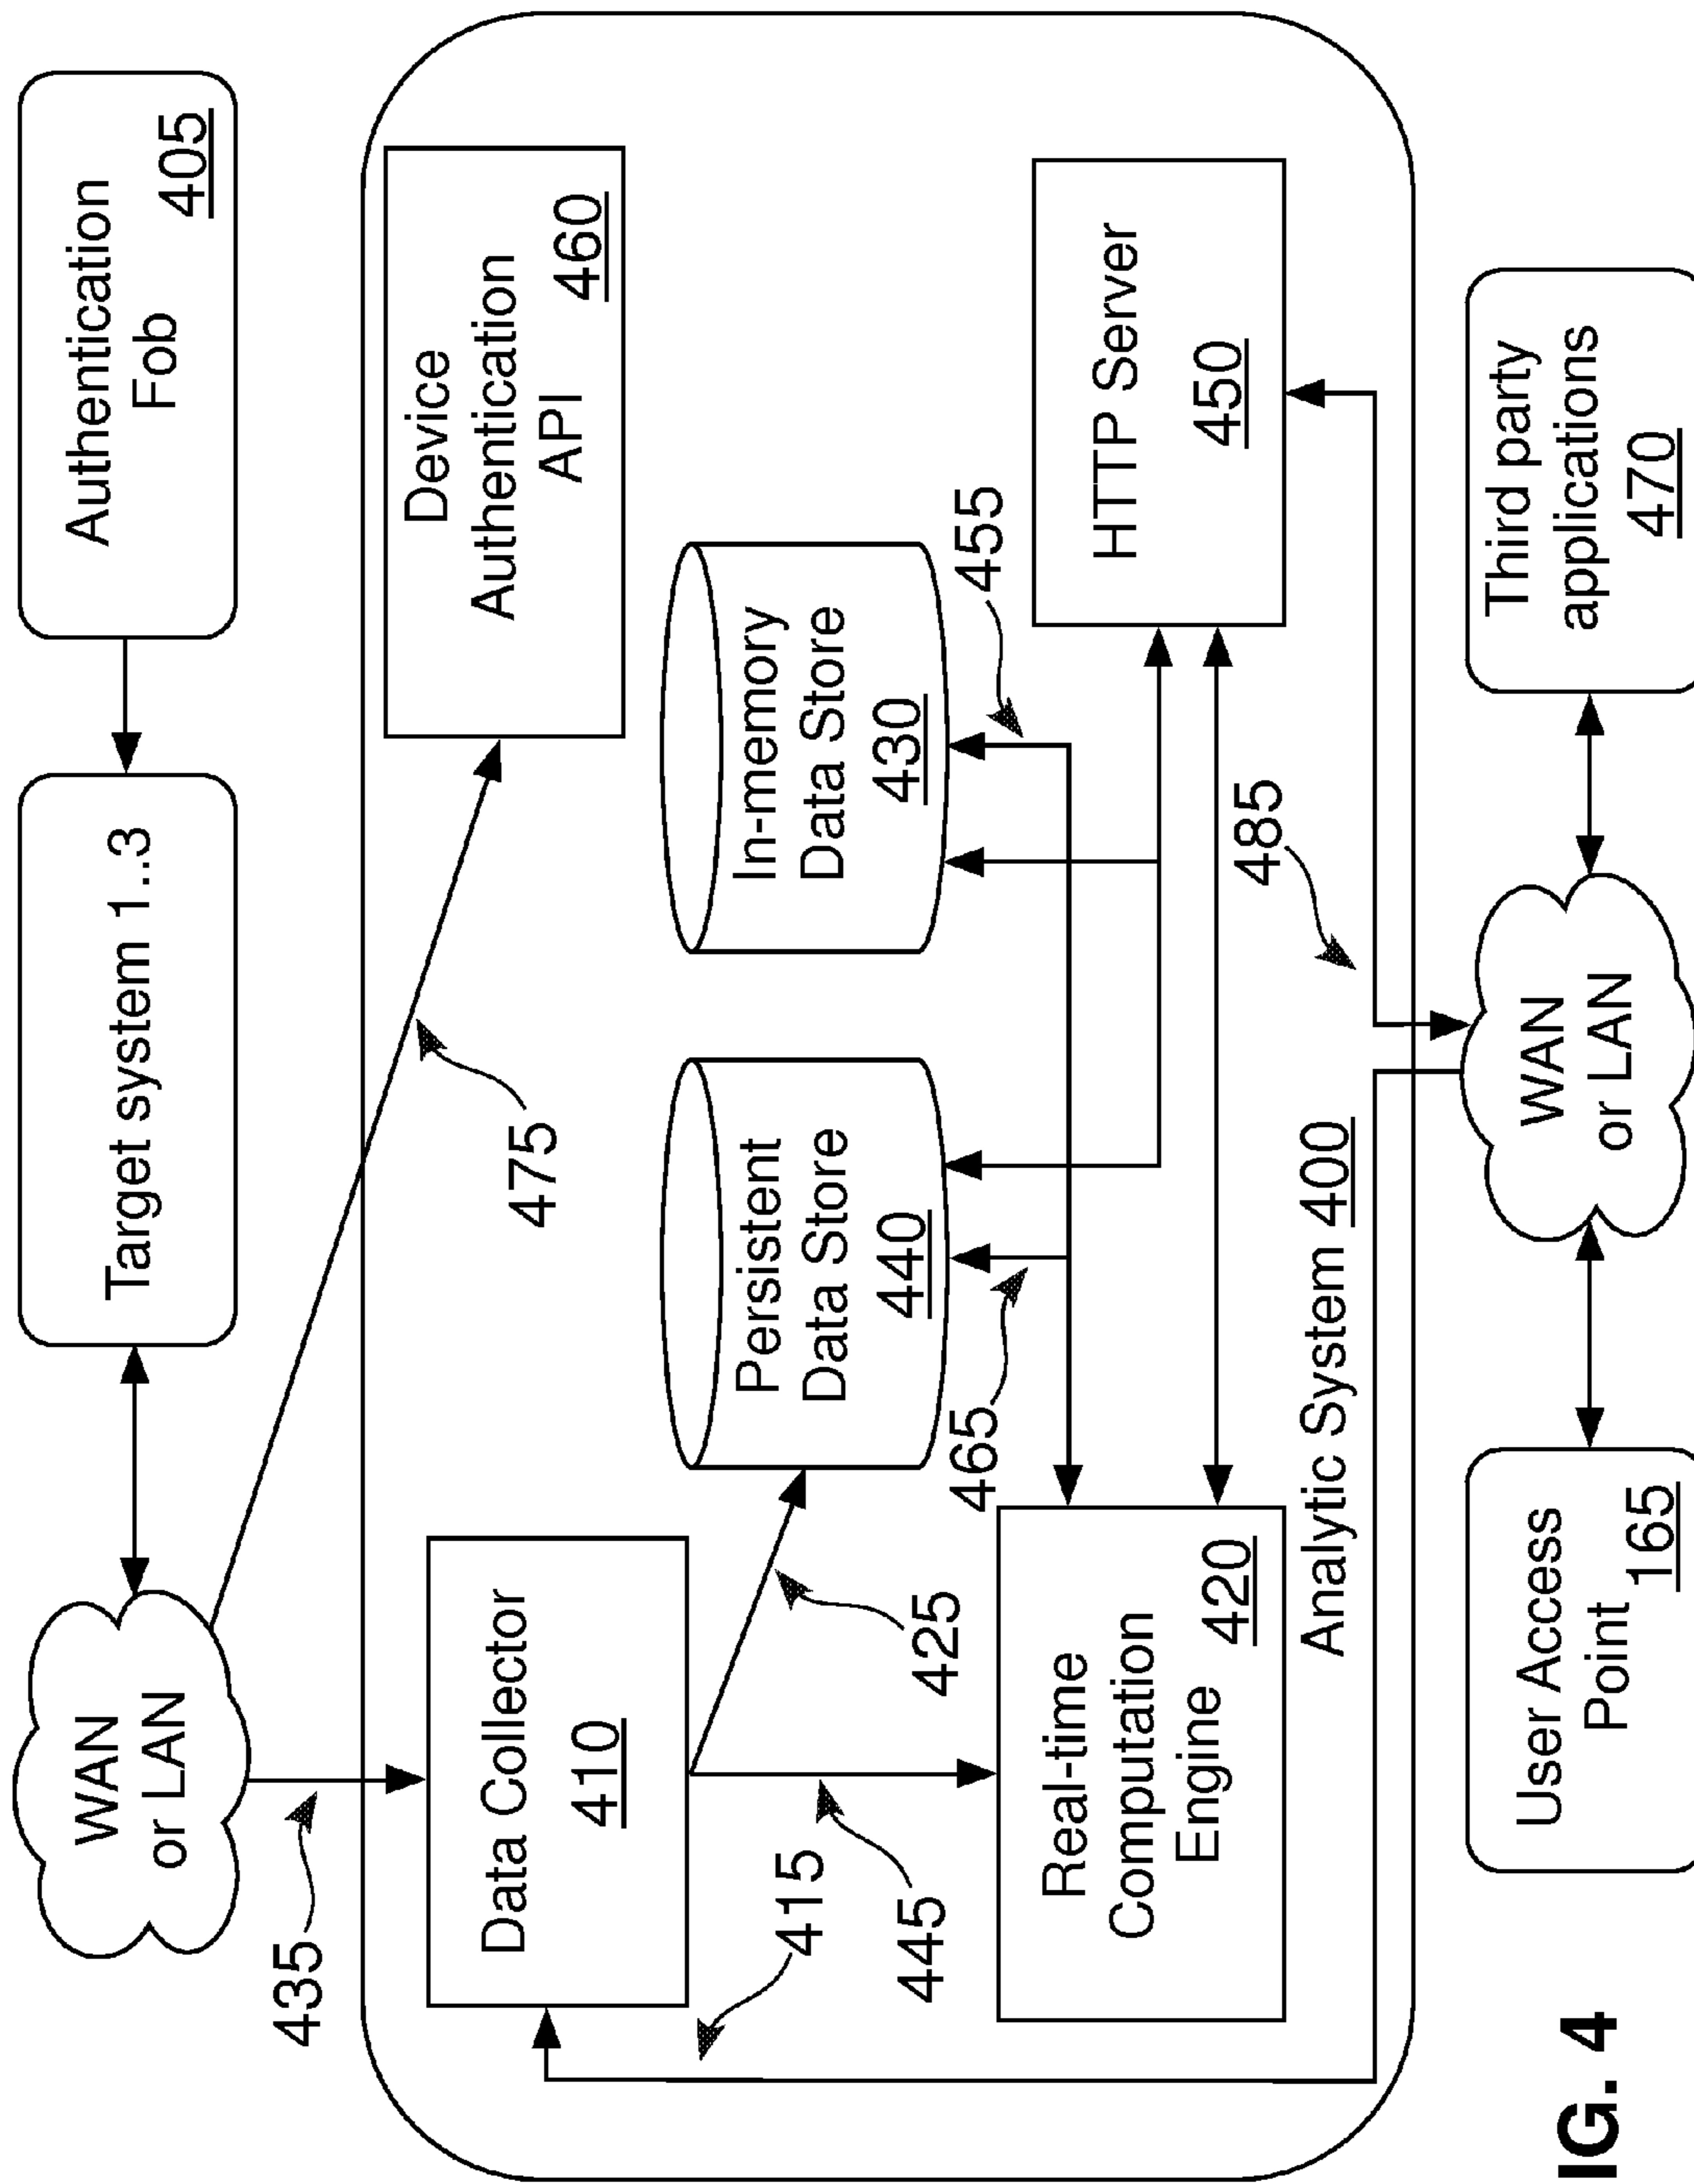 WAN
or LAN
Target system 1..3
Authentication
Fob
405
435
475
Data Collector
410
Device
Authentication
API
460
415
445
425
Persistent
Data Store
440
In-memory
Data Store
430
465
455
Real-time
Computation
Engine
420
HTTP Server
450
Analytic System 400
485
User Access
Point 165
WAN
or LAN
Third party
applications
470
IG. 4